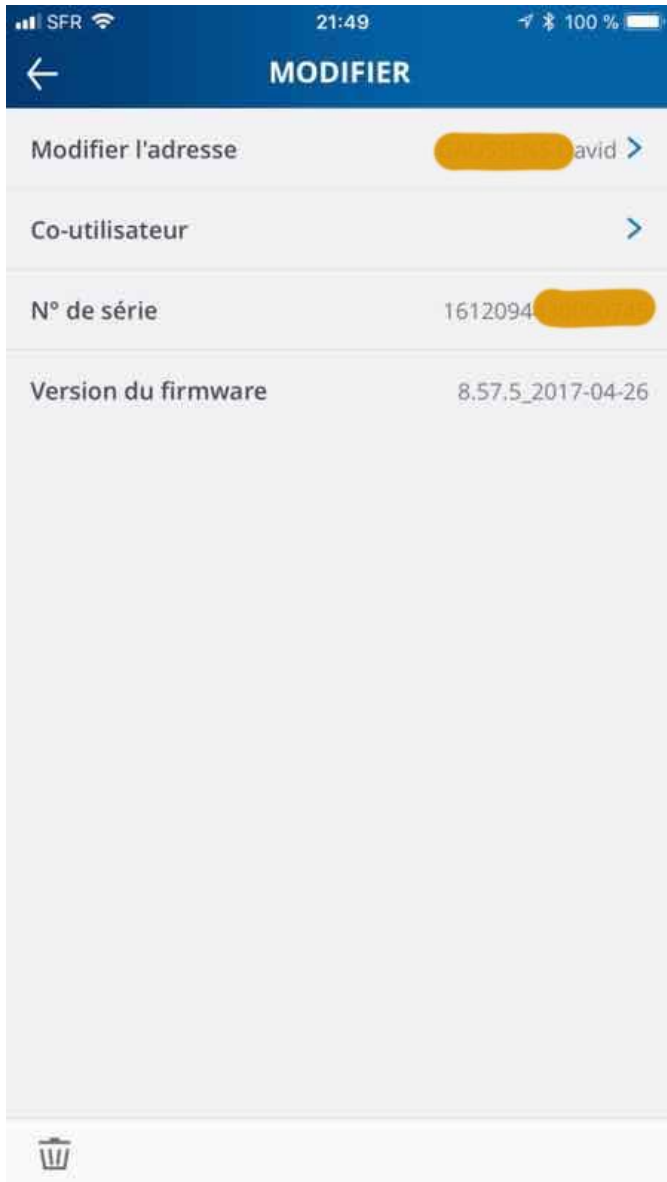 SFR 21:49 100 %
MODIFIER
Modifier l'adresse avid
Co-utilisateur
N° de série 1612094
Version du firmware 8.57.5_2017-04-26